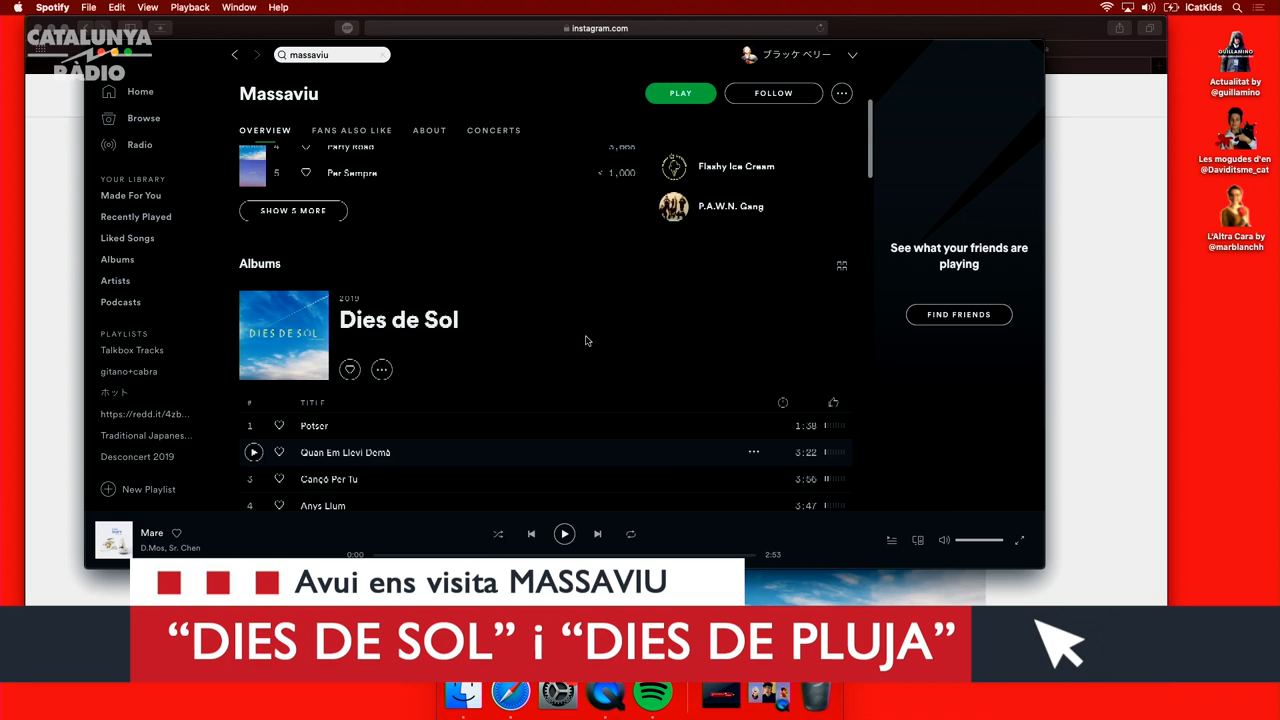 Spotify File Edit View Playback Window Help
iCatKids
instagram.com
CATALUNYA
RÀDIO
massaviu
ブラッケ ベリー
Home
Browse
Radio
YOUR LIBRARY
Made For You
Recently Played
Liked Songs
Albums
Artists
Podcasts
PLAYLISTS
Talkbox Tracks
gitano+cabra
ホット
https://redd.it/4zb...
Traditional Japanes...
Desconcert 2019
New Playlist
Massaviu
PLAY
FOLLOW
OVERVIEW FANS ALSO LIKE ABOUT CONCERTS
4 Party Road 3,668
5 Per Sempre < 1,000
SHOW 5 MORE
Flashy Ice Cream
P.A.W.N. Gang
Albums
DIES DE SOL
2019
Dies de Sol
# TITLE
1 Potser 1:38
Quan Em Llevi Demà 3:22
3 Cançó Per Tu 3:56
4 Anys Llum 3:47
See what your friends are
playing
FIND FRIENDS
GUILLAMINO
Actualitat by
@guillamino
Les mogudes d'en
@Daviditsme_cat
L'Altra Cara by
@marblanchh
Mare
D.Mos, Sr. Chen
0:00
2:53
Avui ens visita MASSAVIU
“DIES DE SOL” i “DIES DE PLUJA”